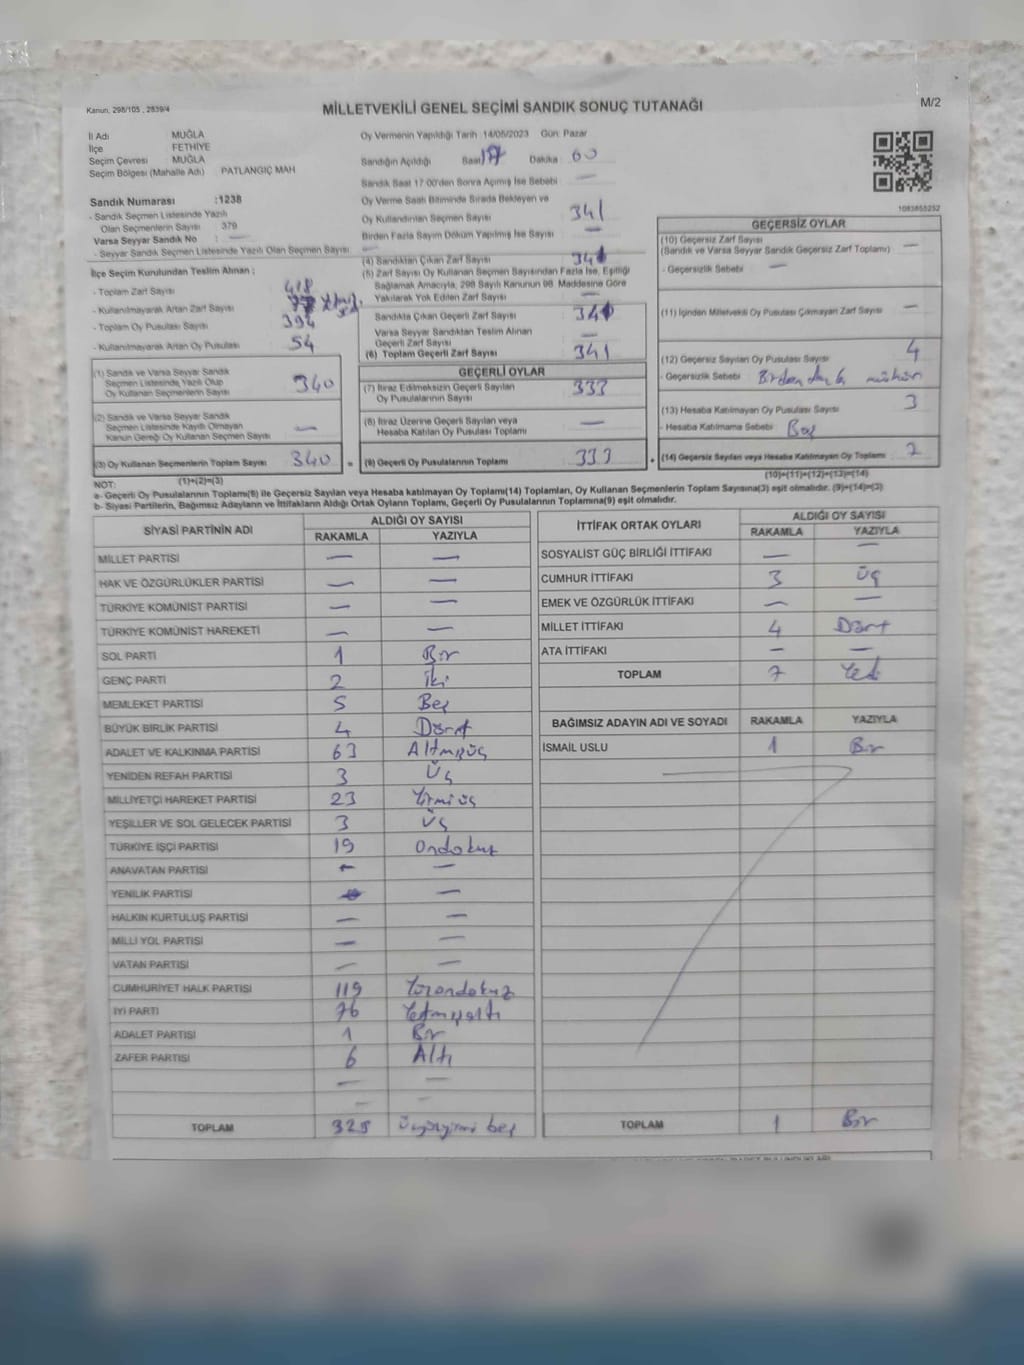 Kanun, 298/105 , 2839/4
MİLLETVEKİLİ GENEL SEÇİMİ SANDIK SONUÇ TUTANAĞI
M/2
İl Adı MUĞLA
İlçe FETHİYE
Seçim Çevresi MUĞLA
Seçim Bölgesi (Mahalle Adı) PATLANGIÇ MAH
Sandık Numarası :1238
- Sandık Seçmen Listesinde Yazılı
Olan Seçmenlerin Sayısı 379
Varsa Seyyar Sandık No : —
- Seyyar Sandık Seçmen Listesinde Yazılı Olan Seçmen Sayısı —
İlçe Seçim Kurulundan Teslim Alınan :
- Toplam Zarf Sayısı 418
- Kullanılmayarak Artan Zarf Sayısı 77
- Toplam Oy Pusulası Sayısı 394
- Kullanılmayarak Artan Oy Pusulası 54
(1) Sandık ve Varsa Seyyar Sandık
Seçmen Listesinde Yazılı Olup
Oy Kullanan Seçmenlerin Sayısı 340
(2) Sandık ve Varsa Seyyar Sandık
Seçmen Listesinde Kayıtlı Olmayan
Kanun Gereği Oy Kullanan Seçmen Sayısı —
(3) Oy Kullanan Seçmenlerin Toplam Sayısı 340 =
(1)+(2)=(3)
Oy Vermenin Yapıldığı Tarih :14/05/2023 Gün: Pazar
Sandığın Açıldığı Saat 17 Dakika : 60
Sandık Saat 17:00'den Sonra Açılmış İse Sebebi —
Oy Verme Saati Bitiminde Sırada Bekleyen ve
Oy Kullandırılan Seçmen Sayısı 341
Birden Fazla Sayım Döküm Yapılmış İse Sayısı —
(4) Sandıktan Çıkan Zarf Sayısı 341
(5) Zarf Sayısı Oy Kullanan Seçmen Sayısından Fazla İse, Eşitliği
Sağlamak Amacıyla, 298 Sayılı Kanunun 98. Maddesine Göre
Yakılarak Yok Edilen Zarf Sayısı —
Sandıkta Çıkan Geçerli Zarf Sayısı 341
Varsa Seyyar Sandıktan Teslim Alınan
Geçerli Zarf Sayısı —
(6) Toplam Geçerli Zarf Sayısı 341
GEÇERLİ OYLAR
(7) İtiraz Edilmeksizin Geçerli Sayılan
Oy Pusulalarının Sayısı 333
(8) İtiraz Üzerine Geçerli Sayılan veya
Hesaba Katılan Oy Pusulası Toplamı —
(9) Geçerli Oy Pusulalarının Toplamı 333 +
1083855252
GEÇERSİZ OYLAR
(10) Geçersiz Zarf Sayısı
(Sandık ve Varsa Seyyar Sandık Geçersiz Zarf Toplamı) —
- Geçersizlik Sebebi —
(11) İçinden Milletvekili Oy Pusulası Çıkmayan Zarf Sayısı —
(12) Geçersiz Sayılan Oy Pusulası Sayısı 4
- Geçersizlik Sebebi Birden mühür
(13) Hesaba Katılmayan Oy Pusulası Sayısı 3
- Hesaba Katılmama Sebebi Boş
(14) Geçersiz Sayılan veya Hesaba Katılmayan Oy Toplamı
(10)+(11)+(12)+(13)=(14)
NOT:
a- Geçerli Oy Pusulalarının Toplamı(9) ile Geçersiz Sayılan veya Hesaba katılmayan Oy Toplamı(14) Toplamları, Oy Kullanan Seçmenlerin Toplam Sayısına(3) eşit olmalıdır. (9)+(14)=(3)
b- Siyasi Partilerin, Bağımsız Adayların ve İttifakların Aldığı Ortak Oyların Toplamı, Geçerli Oy Pusulalarının Toplamına(9) eşit olmalıdır.
SİYASİ PARTİNİN ADI ALDIĞI OY SAYISI
RAKAMLA YAZIYLA
MİLLET PARTİSİ — —
HAK VE ÖZGÜRLÜKLER PARTİSİ — —
TÜRKİYE KOMÜNİST PARTİSİ — —
TÜRKİYE KOMÜNİST HAREKETİ — —
SOL PARTİ 1 Bir
GENÇ PARTİ 2 İki
MEMLEKET PARTİSİ 5 Beş
BÜYÜK BİRLİK PARTİSİ 4 Dört
ADALET VE KALKINMA PARTİSİ 63 Altmışüç
YENİDEN REFAH PARTİSİ 3 Üç
MİLLİYETÇİ HAREKET PARTİSİ 23 Yirmiüç
YEŞİLLER VE SOL GELECEK PARTİSİ 3 Üç
TÜRKİYE İŞÇİ PARTİSİ 19 Ondokuz
ANAVATAN PARTİSİ — —
YENİLİK PARTİSİ — —
HALKIN KURTULUŞ PARTİSİ — —
MİLLİ YOL PARTİSİ — —
VATAN PARTİSİ — —
CUMHURİYET HALK PARTİSİ 119 Yüzondokuz
İYİ PARTİ 76 Yetmişaltı
ADALET PARTİSİ 1 Bir
ZAFER PARTİSİ 6 Altı
— —
— —
TOPLAM 325 Üçyüzyirmi beş
İTTİFAK ORTAK OYLARI ALDIĞI OY SAYISI
RAKAMLA YAZIYLA
SOSYALİST GÜÇ BİRLİĞİ İTTİFAKI — —
CUMHUR İTTİFAKI 3 Üç
EMEK VE ÖZGÜRLÜK İTTİFAKI — —
MİLLET İTTİFAKI 4 Dört
ATA İTTİFAKI — —
TOPLAM 7 Yedi
BAĞIMSIZ ADAYIN ADI VE SOYADI RAKAMLA YAZIYLA
İSMAİL USLU 1 Bir
TOPLAM 1 Bir